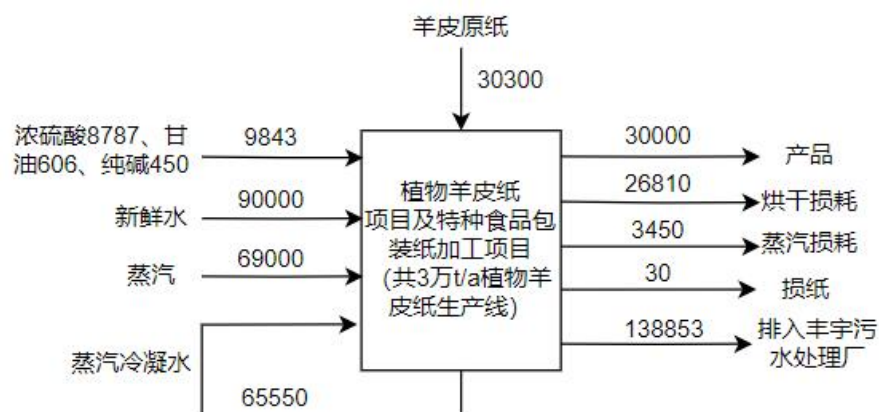 羊皮原纸
30300
浓硫酸8787、甘
油606、纯碱450
9843
新鲜水
90000
蒸汽
69000
蒸汽冷凝水
65550
植物羊皮纸
项目及特种食品包
装纸加工项目
(共3万t/a植物羊
皮纸生产线)
30000
产品
26810
烘干损耗
3450
蒸汽损耗
30
损纸
138853
排入丰宇污
水处理厂